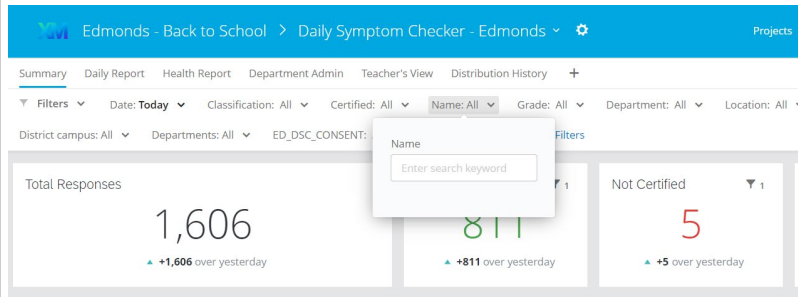 XM Edmonds - Back to School > Daily Symptom Checker - Edmonds Projects
Summary Daily Report Health Report Department Admin Teacher's View Distribution History +
Filters Date: Today Classification: All Certified: All Name: All Grade: All Department: All Location: All
District campus: All Departments: All ED_DSC_CONSENT: Filters
Name
Enter search keyword
Total Responses
1,606
+1,606 over yesterday
1
811
+811 over yesterday
Not Certified 1
5
+5 over yesterday